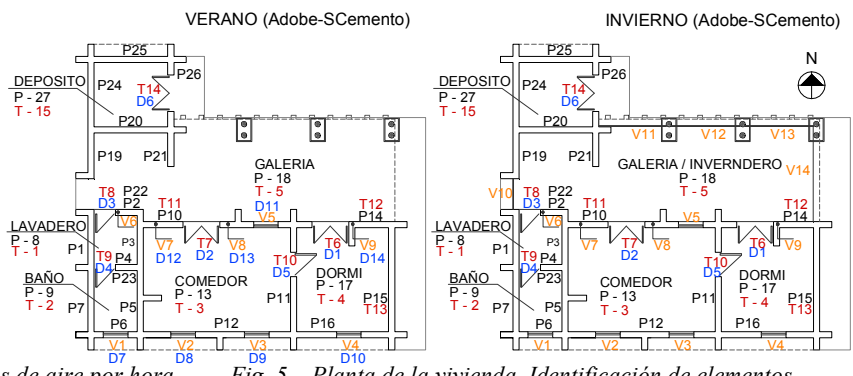 VERANO (Adobe-SCemento)
P25
P24
P26
DEPOSITO
P - 27
T - 15
T14
D6
P20
P19
P21
GALERIA
P - 18
T - 5
D11
T8
D3
P22
P2
V6
T11
P10
V5
T12
P14
LAVADERO
P - 8
T - 1
P1
P3
T9
D4
P4
V7
D12
T7
D2
V8
D13
T6
D1
V9
D14
T10
D5
BAÑO
P - 9
T - 2
P23
P7
P5
P6
COMEDOR
P - 13
T - 3
P11
P12
DORMI
P - 17
T - 4
P15
T13
P16
V1
D7
V2
D8
V3
D9
V4
D10
INVIERNO (Adobe-SCemento)
N
P25
P24
P26
DEPOSITO
P - 27
T - 15
T14
D6
P20
V11
V12
V13
P19
P21
GALERIA / INVERNDERO
P - 18
T - 5
V14
V10
T8
D3
P22
P2
V6
T11
P10
V5
T12
P14
LAVADERO
P - 8
T - 1
P1
P3
T9
D4
P4
V7
T7
D2
V8
T6
D1
V9
T10
D5
BAÑO
P - 9
T - 2
P23
P7
P5
P6
COMEDOR
P - 13
T - 3
P11
P12
DORMI
P - 17
T - 4
P15
T13
P16
V1
V2
V3
V4
s de aire por hora
Fig. 5. Planta de la vivienda. Identificación de elementos